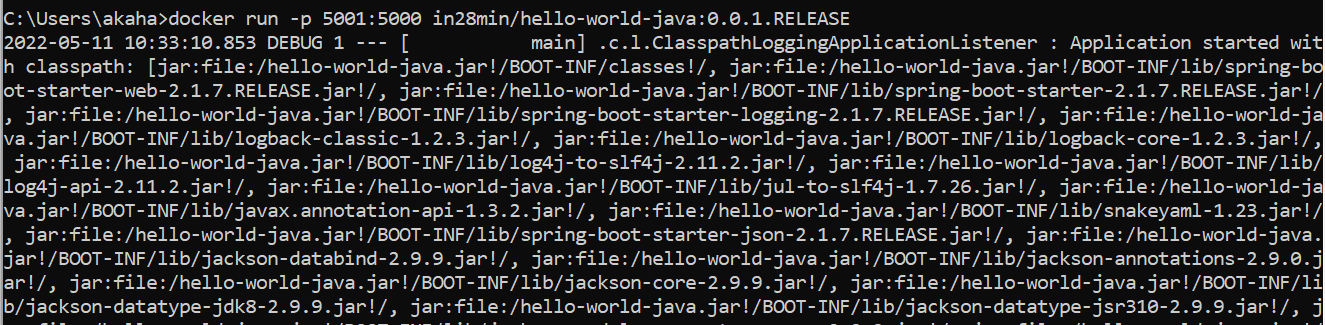 C:\Users\akaha>docker run -p 5001:5000 in28min/hello-world-java:0.0.1.RELEASE
2022-05-11 10:33:10.853 DEBUG 1 --- [           main] .c.l.ClasspathLoggingApplicationListener : Application started wit
h classpath: [jar:file:/hello-world-java.jar!/BOOT-INF/classes!/, jar:file:/hello-world-java.jar!/BOOT-INF/lib/spring-bo
ot-starter-web-2.1.7.RELEASE.jar!/, jar:file:/hello-world-java.jar!/BOOT-INF/lib/spring-boot-starter-2.1.7.RELEASE.jar!/
, jar:file:/hello-world-java.jar!/BOOT-INF/lib/spring-boot-starter-logging-2.1.7.RELEASE.jar!/, jar:file:/hello-world-ja
va.jar!/BOOT-INF/lib/logback-classic-1.2.3.jar!/, jar:file:/hello-world-java.jar!/BOOT-INF/lib/logback-core-1.2.3.jar!/,
 jar:file:/hello-world-java.jar!/BOOT-INF/lib/log4j-to-slf4j-2.11.2.jar!/, jar:file:/hello-world-java.jar!/BOOT-INF/lib/
log4j-api-2.11.2.jar!/, jar:file:/hello-world-java.jar!/BOOT-INF/lib/jul-to-slf4j-1.7.26.jar!/, jar:file:/hello-world-ja
va.jar!/BOOT-INF/lib/javax.annotation-api-1.3.2.jar!/, jar:file:/hello-world-java.jar!/BOOT-INF/lib/snakeyaml-1.23.jar!/
, jar:file:/hello-world-java.jar!/BOOT-INF/lib/spring-boot-starter-json-2.1.7.RELEASE.jar!/, jar:file:/hello-world-java.
jar!/BOOT-INF/lib/jackson-databind-2.9.9.jar!/, jar:file:/hello-world-java.jar!/BOOT-INF/lib/jackson-annotations-2.9.0.j
ar!/, jar:file:/hello-world-java.jar!/BOOT-INF/lib/jackson-core-2.9.9.jar!/, jar:file:/hello-world-java.jar!/BOOT-INF/li
b/jackson-datatype-jdk8-2.9.9.jar!/, jar:file:/hello-world-java.jar!/BOOT-INF/lib/jackson-datatype-jsr310-2.9.9.jar!/, j